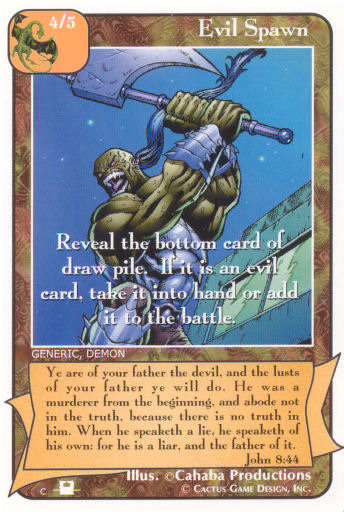 4/5
Evil Spawn
Reveal the bottom card of
draw pile. If it is an evil
card, take it into hand or add
it to the battle.
GENERIC, DEMON
Ye are of your father the devil, and the lusts
of your father ye will do. He was a
murderer from the beginning, and abode not
in the truth, because there is no truth in
him. When he speaketh a lie, he speaketh of
his own: for he is a liar, and the father of it.
John 8:44
Illus. ©Cahaba Productions
C © CACTUS GAME DESIGN, INC.